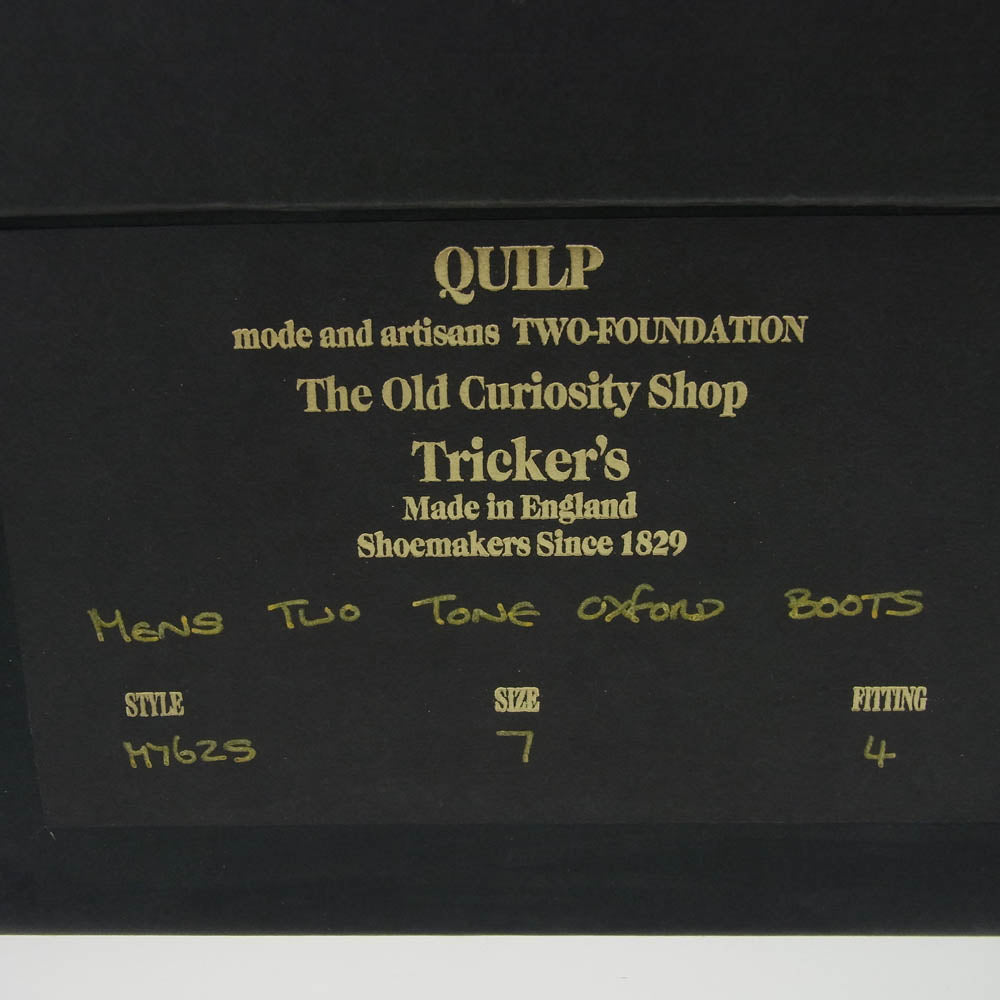 QUILP
mode and artisans TWO-FOUNDATION
The Old Curiosity Shop
Tricker's
Made in England
Shoemakers Since 1829
MENS TWO TONE OXFORD BOOTS
STYLE SIZE FITTING
M7625 7 4